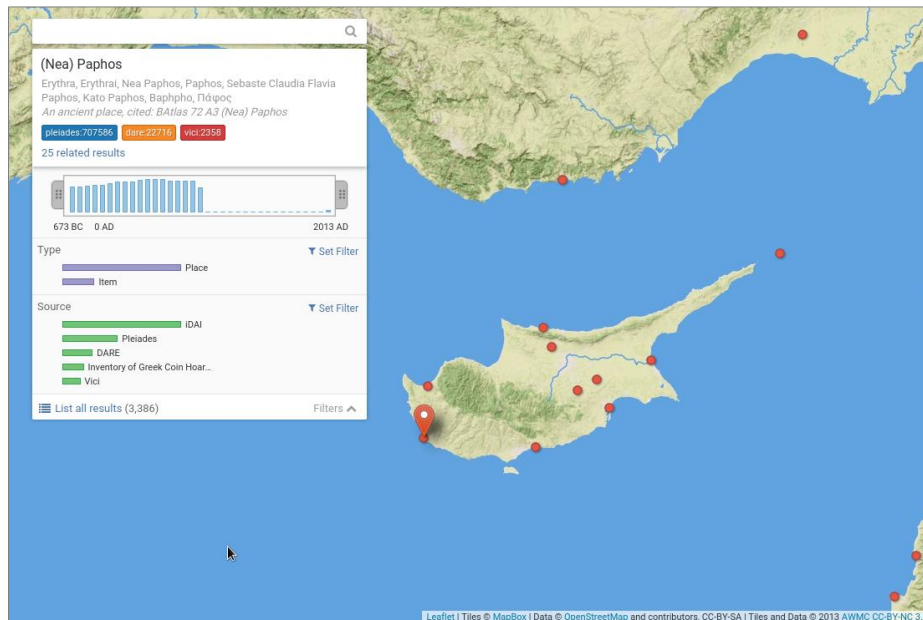 (Nea) Paphos
Erythra, Erythrai, Nea Paphos, Paphos, Sebaste Claudia Flavia
Paphos, Kato Paphos, Baphpho, Πάφος
An ancient place, cited: BAtlas 72 A3 (Nea) Paphos
pleiades:707586 dare:22716 vici:2358
25 related results
673 BC 0 AD 2013 AD
Type Set Filter
Place
Item
Source Set Filter
iDAI
Pleiades
DARE
Inventory of Greek Coin Hoar...
Vici
List all results (3,386) Filters
Leaflet | Tiles © MapBox | Data © OpenStreetMap and contributors, CC-BY-SA | Tiles and Data © 2013 AWMC CC-BY-NC 3.